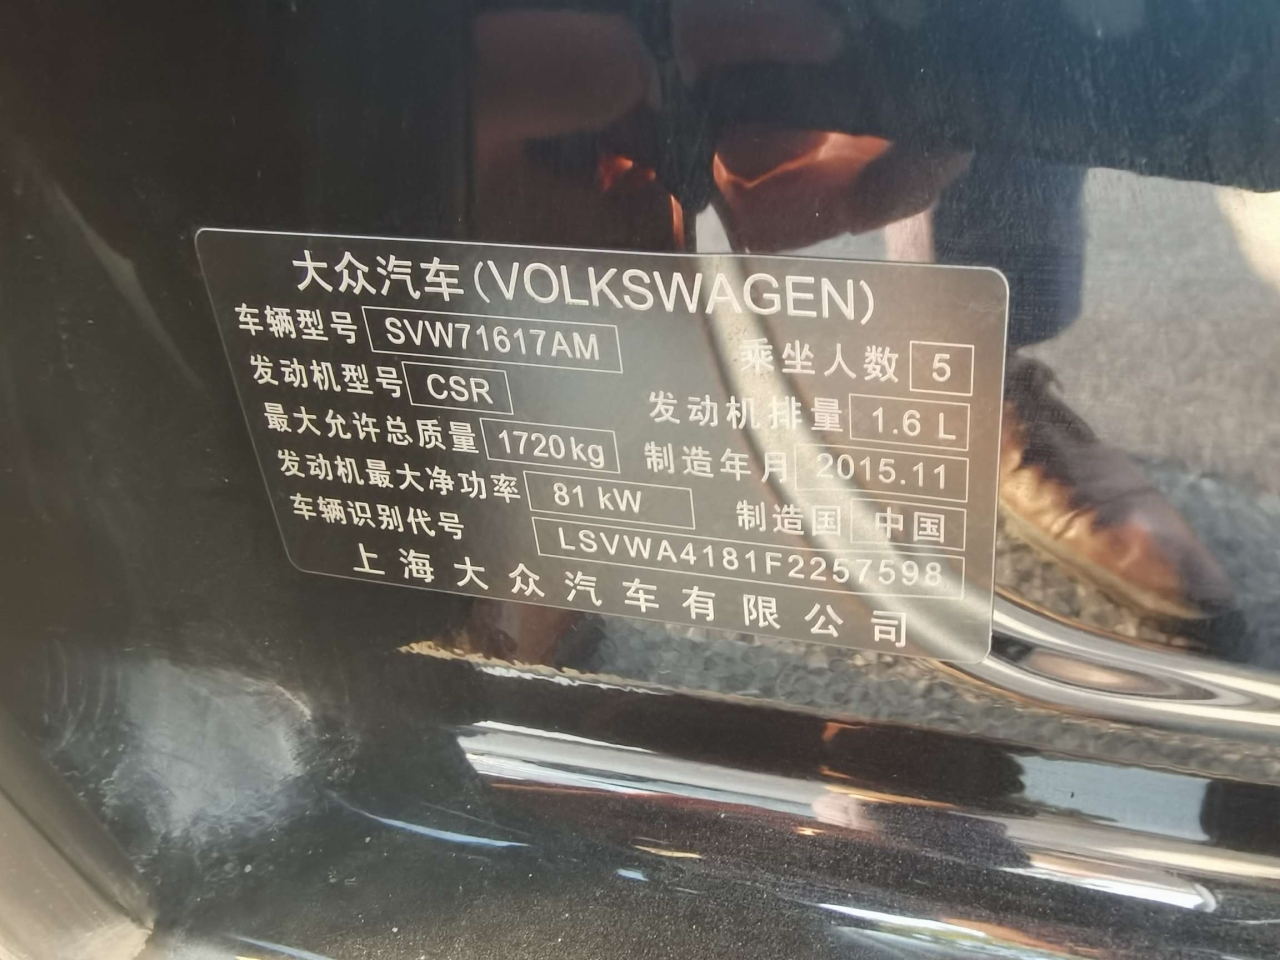 大众汽车(VOLKSWAGEN)
车辆型号 SVW71617AM 乘坐人数 5
发动机型号 CSR 发动机排量 1.6 L
最大允许总质量 1720kg 制造年月 2015.11
发动机最大净功率 81 kW 制造国 中国
车辆识别代号 LSVWA4181F2257598
上海大众汽车有限公司